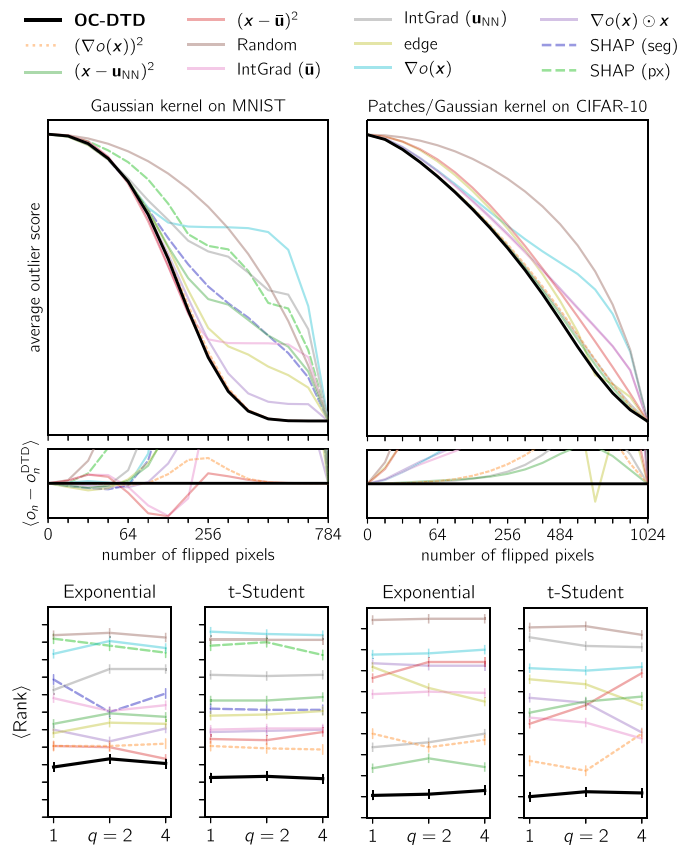 OC-DTD
(∇o(x))²
(x − u_NN)²
(x − ū)²
Random
IntGrad (ū)
IntGrad (u_NN)
edge
∇o(x)
∇o(x) ⊙ x
SHAP (seg)
SHAP (px)
Gaussian kernel on MNIST
Patches/Gaussian kernel on CIFAR-10
average outlier score
⟨o_n − o_n^DTD⟩
0 64 256 784
0 64 256 484 1024
number of flipped pixels
number of flipped pixels
Exponential
t-Student
Exponential
t-Student
⟨Rank⟩
1 q = 2 4
1 q = 2 4
1 q = 2 4
1 q = 2 4